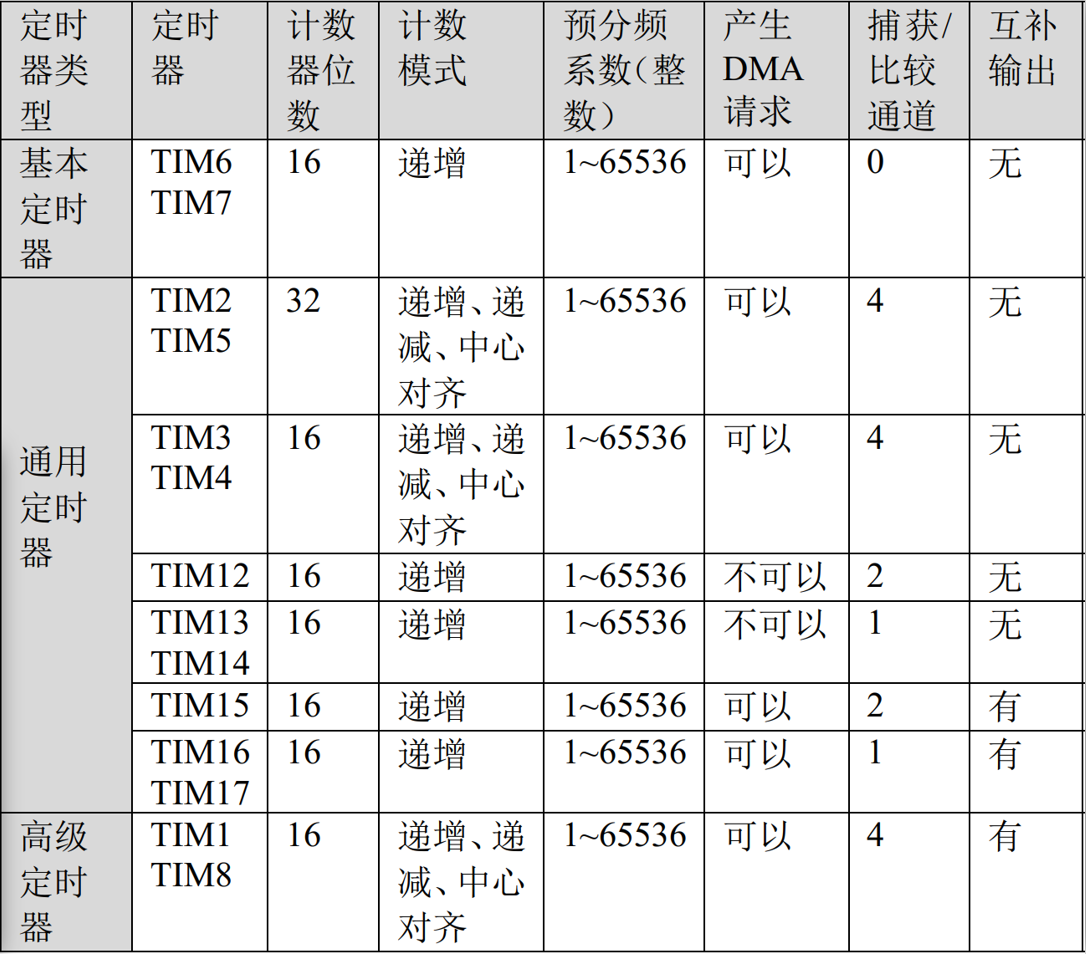 定时
器类
型
定时
器
计数
器位
数
计数
模式
预分频
系数（整
数）
产生
DMA
请求
捕获/
比较
通道
互补
输出
基本
定时
器
TIM6
TIM7
16
递增
1~65536
可以
0
无
通用
定时
器
TIM2
TIM5
32
递增、递
减、中心
对齐
1~65536
可以
4
无
TIM3
TIM4
16
递增、递
减、中心
对齐
1~65536
可以
4
无
TIM12
16
递增
1~65536
不可以
2
无
TIM13
TIM14
16
递增
1~65536
不可以
1
无
TIM15
16
递增
1~65536
可以
2
有
TIM16
TIM17
16
递增
1~65536
可以
1
有
高级
定时
器
TIM1
TIM8
16
递增、递
减、中心
对齐
1~65536
可以
4
有